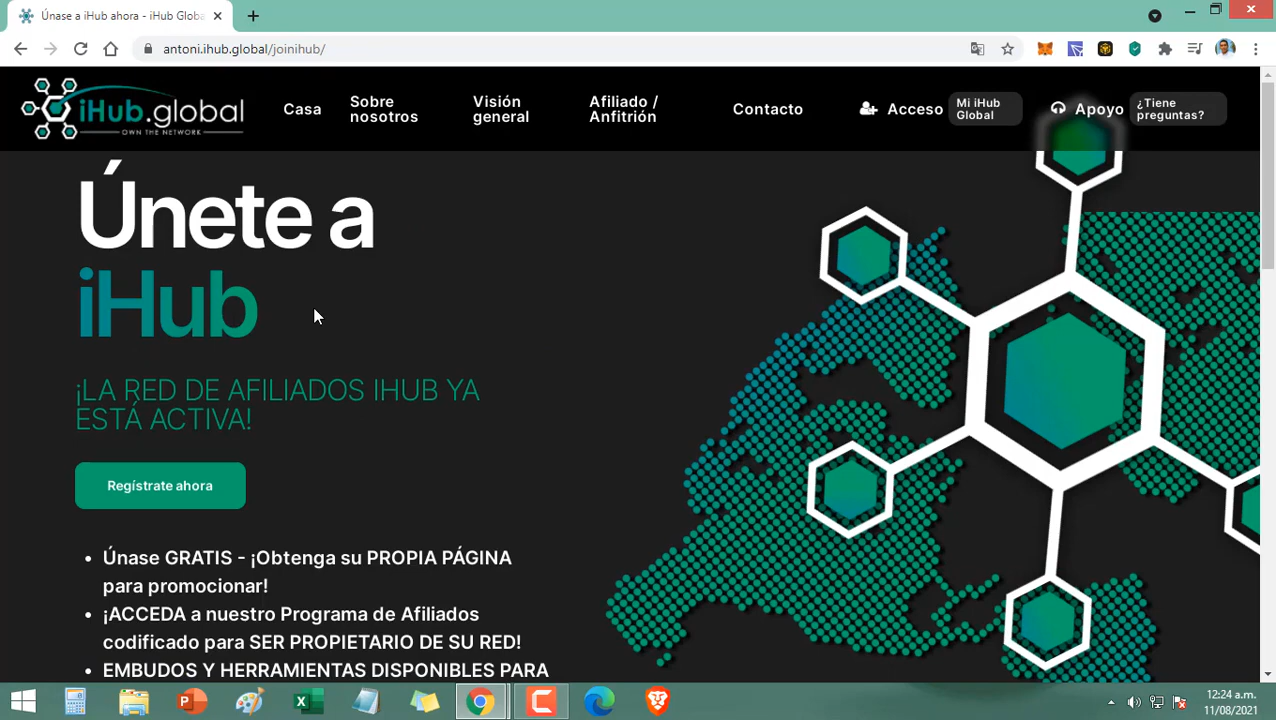 Únase a iHub ahora - iHub Globa
antoni.ihub.global/joinihub/
iHub.global
OWN THE NETWORK
Casa
Sobre
nosotros
Visión
general
Afiliado /
Anfitrión
Contacto
Acceso
Mi iHub
Global
Apoyo
¿Tiene
preguntas?
Únete a
iHub
¡LA RED DE AFILIADOS IHUB YA
ESTÁ ACTIVA!
Regístrate ahora
• Únase GRATIS - ¡Obtenga su PROPIA PÁGINA
para promocionar!
• ¡ACCEDA a nuestro Programa de Afiliados
codificado para SER PROPIETARIO DE SU RED!
• EMBUDOS Y HERRAMIENTAS DISPONIBLES PARA
12:24 a.m.
11/08/2021